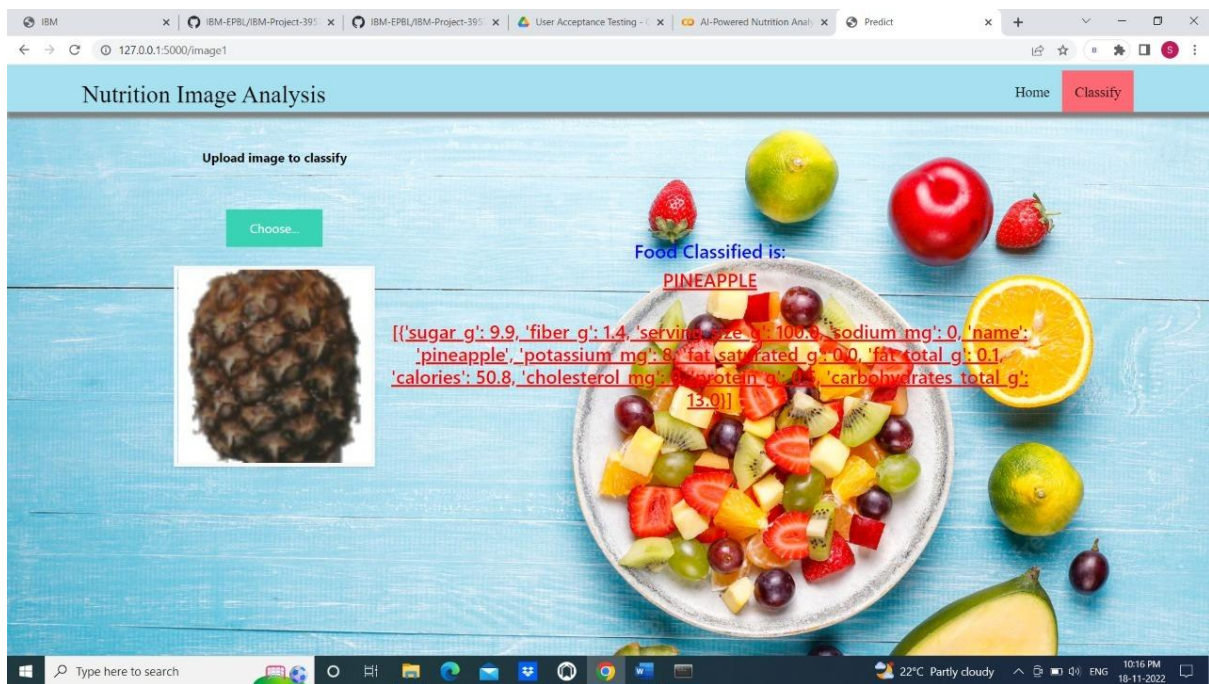 IBM
IBM-EPBL/IBM-Project-395
IBM-EPBL/IBM-Project-395
User Acceptance Testing -
AI-Powered Nutrition Analy
Predict
127.0.0.1:5000/image1
S
Nutrition Image Analysis
Home
Classify
Upload image to classify
Choose...
Food Classified is:
PINEAPPLE
[{'sugar_g': 9.9, 'fiber_g': 1.4, 'serving_size_g': 100.0, 'sodium_mg': 0, 'name':
'pineapple', 'potassium_mg': 8, 'fat_saturated_g': 0.0, 'fat_total_g': 0.1,
'calories': 50.8, 'cholesterol_mg': 'protein_g': 0.5, 'carbohydrates_total_g':
13.0}]
Type here to search
22°C Partly cloudy
ENG
10:16 PM
18-11-2022